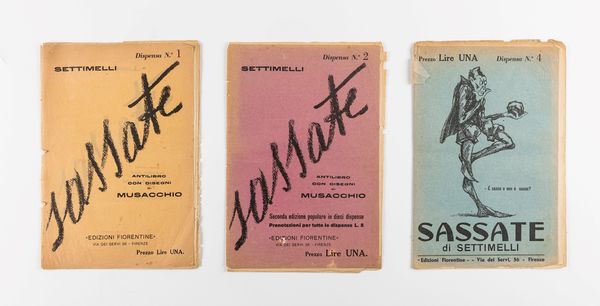 Dispensa N.° 1
SETTIMELLI
sassate
ANTILIBRO
CON DISEGNI
DI
MUSACCHIO
«EDIZIONI FIORENTINE»
VIA DEI SERVI 36 - FIRENZE
Prezzo Lire UNA.
Dispensa N.° 2
SETTIMELLI
sassate
ANTILIBRO
CON DISEGNI
DI
MUSACCHIO
Seconda edizione popolare in dieci dispense
Prenotazioni per tutte le dispense L. 8
«EDIZIONI FIORENTINE»
VIA DEI SERVI 36 - FIRENZE
Prezzo Lire UNA.
Prezzo Lire UNA Dispensa N.° 4
- È sasso o non è sasso?
SASSATE
di SETTIMELLI
«Edizioni Fiorentine» - Via dei Servi, 36 - Firenze